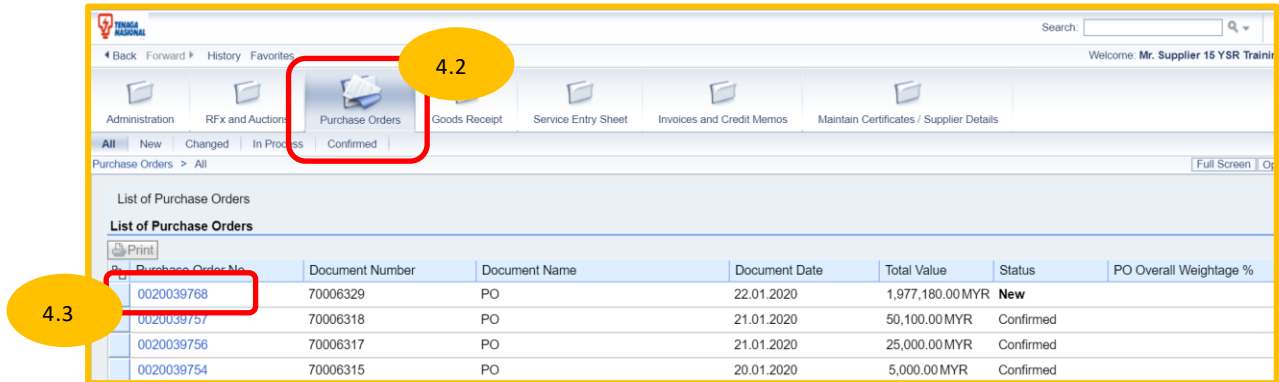 TENAGA
NASIONAL
Search:
Back Forward History Favorites
Welcome: Mr. Supplier 15 YSR Trainin
4.2
Administration RFx and Auctions Purchase Orders Goods Receipt Service Entry Sheet Invoices and Credit Memos Maintain Certificates / Supplier Details
All New Changed In Process Confirmed
Purchase Orders > All
Full Screen Op
List of Purchase Orders
List of Purchase Orders
Print
Purchase Order No Document Number Document Name Document Date Total Value Status PO Overall Weightage %
0020039768 70006329 PO 22.01.2020 1,977,180.00 MYR New
4.3
0020039757 70006318 PO 21.01.2020 50,100.00 MYR Confirmed
0020039756 70006317 PO 21.01.2020 25,000.00 MYR Confirmed
0020039754 70006315 PO 20.01.2020 5,000.00 MYR Confirmed